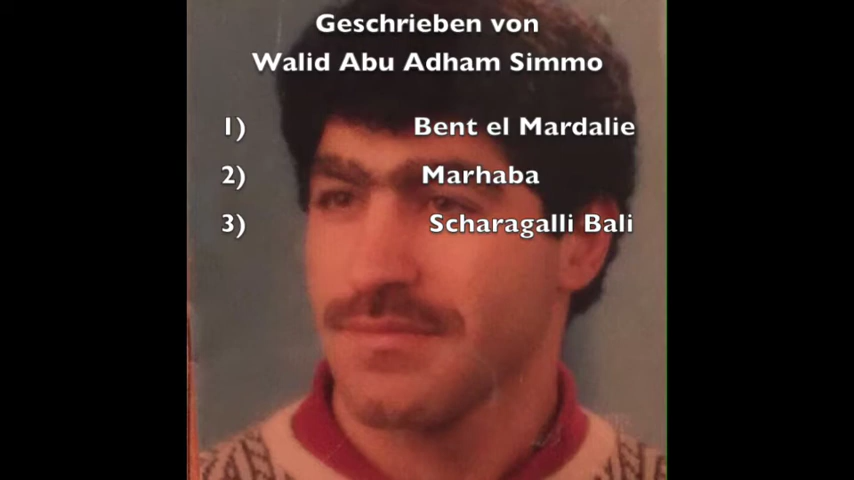 Geschrieben von
Walid Abu Adham Simmo
1) Bent el Mardalie
2) Marhaba
3) Scharagalli Bali